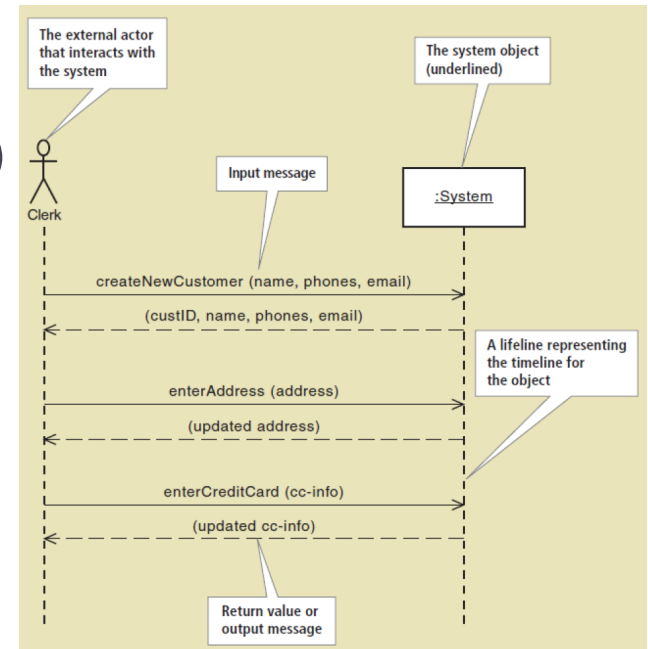 The external actor
that interacts with
the system
The system object
(underlined)
Input message
:System
Clerk
createNewCustomer (name, phones, email)
(custID, name, phones, email)
A lifeline representing
the timeline for
the object
enterAddress (address)
(updated address)
enterCreditCard (cc-info)
(updated cc-info)
Return value or
output message